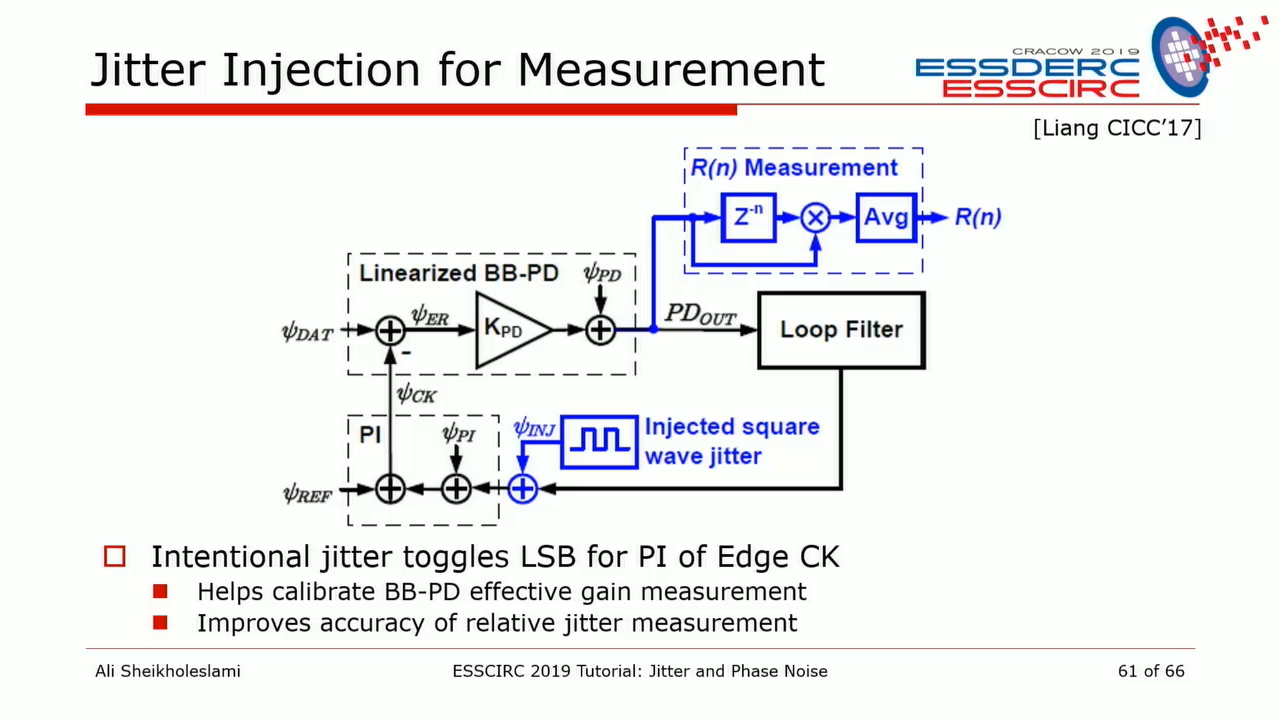 Jitter Injection for Measurement
CRACOW 2019
ESSDERC
ESSCIRC
[Liang CICC’17]
R(n) Measurement
Z⁻ⁿ
Avg
R(n)
Linearized BB-PD
ψPD
ψDAT
ψER
KPD
PDOUT
Loop Filter
-
ψCK
PI
ψPI
ψINJ
Injected square
wave jitter
ψREF
Intentional jitter toggles LSB for PI of Edge CK
Helps calibrate BB-PD effective gain measurement
Improves accuracy of relative jitter measurement
Ali Sheikholeslami
ESSCIRC 2019 Tutorial: Jitter and Phase Noise
61 of 66